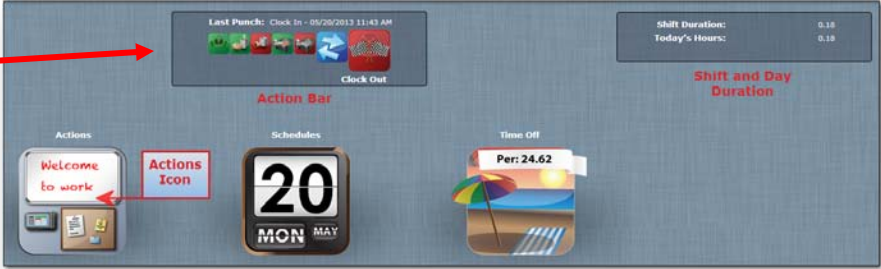 Last Punch: Clock In - 05/20/2013 11:43 AM
Clock Out
Action Bar
Shift Duration: 0.18
Today's Hours: 0.18
Shift and Day
Duration
Actions
Schedules
Time Off
Welcome
to work
Actions
Icon
20
MON MAY
Per: 24.62